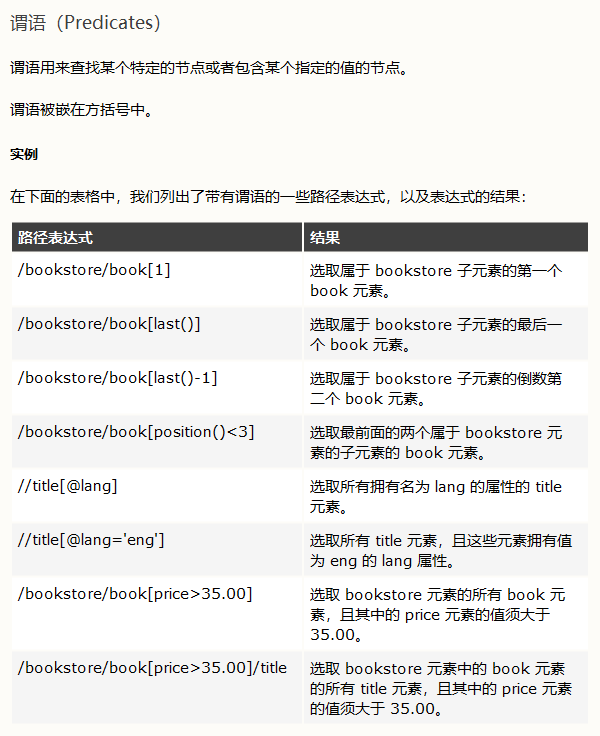 谓语（Predicates）
谓语用来查找某个特定的节点或者包含某个指定的值的节点。
谓语被嵌在方括号中。
实例
在下面的表格中，我们列出了带有谓语的一些路径表达式，以及表达式的结果：
路径表达式 结果
/bookstore/book[1] 选取属于 bookstore 子元素的第一个
book 元素。
/bookstore/book[last()] 选取属于 bookstore 子元素的最后一
个 book 元素。
/bookstore/book[last()-1] 选取属于 bookstore 子元素的倒数第
二个 book 元素。
/bookstore/book[position()<3] 选取最前面的两个属于 bookstore 元
素的子元素的 book 元素。
//title[@lang] 选取所有拥有名为 lang 的属性的 title
元素。
//title[@lang='eng'] 选取所有 title 元素，且这些元素拥有值
为 eng 的 lang 属性。
/bookstore/book[price>35.00] 选取 bookstore 元素的所有 book 元
素，且其中的 price 元素的值须大于
35.00。
/bookstore/book[price>35.00]/title 选取 bookstore 元素中的 book 元素
的所有 title 元素，且其中的 price 元素
的值须大于 35.00。